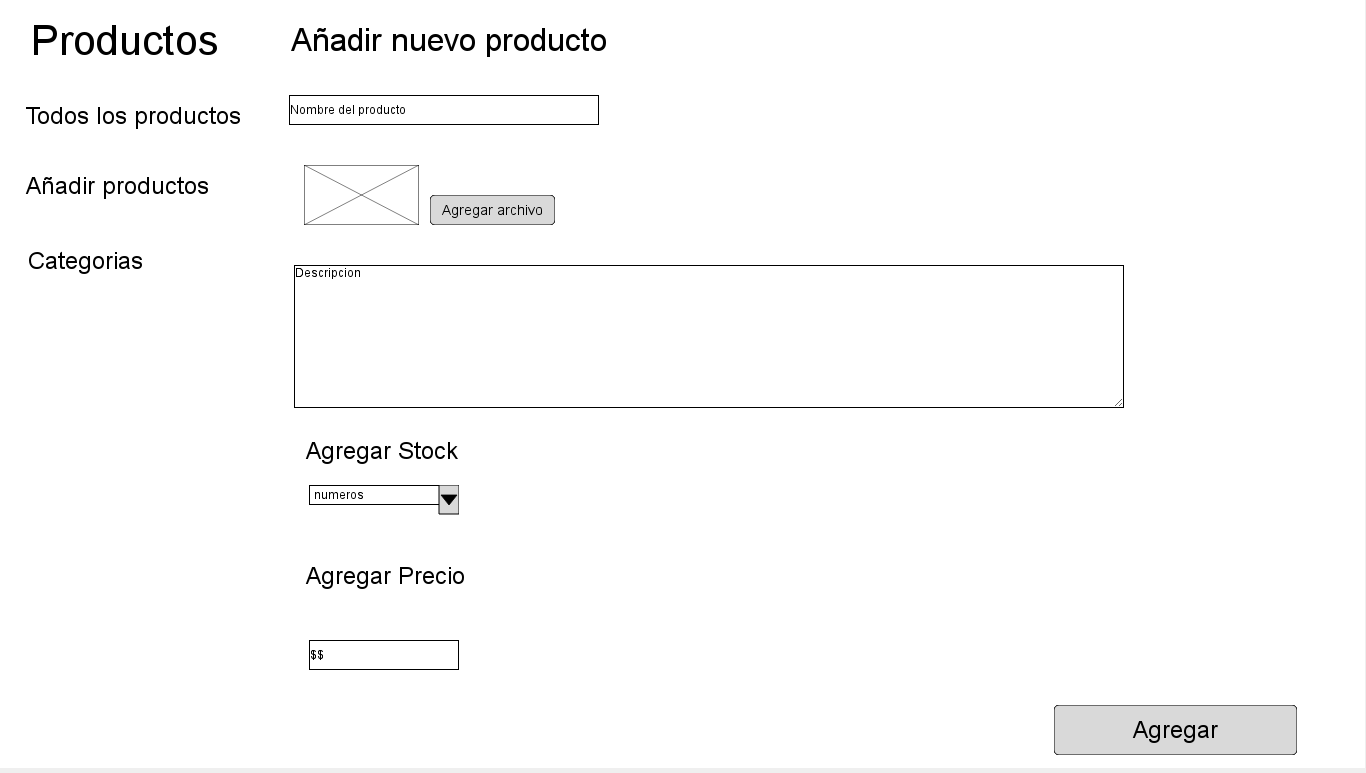 Productos
Todos los productos
Añadir productos
Categorias
Añadir nuevo producto
Nombre del producto
Agregar archivo
Descripcion
Agregar Stock
numeros
Agregar Precio
$$
Agregar